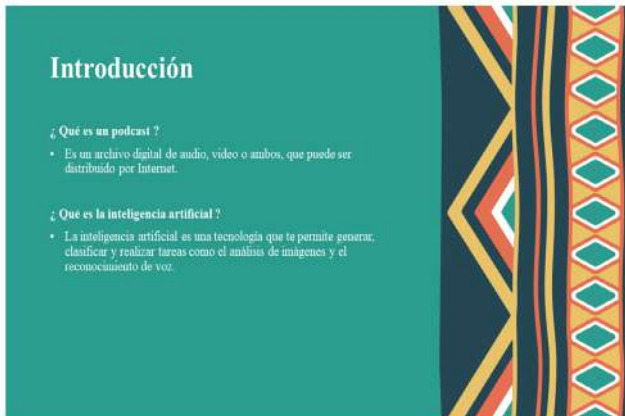 Introducción
¿ Qué es un podcast ?
• Es un archivo digital de audio, video o ambos, que puede ser
distribuido por Internet.
¿ Qué es la inteligencia artificial ?
• La inteligencia artificial es una tecnología que te permite generar,
clasificar y realizar tareas como el análisis de imágenes y el
reconocimiento de voz.